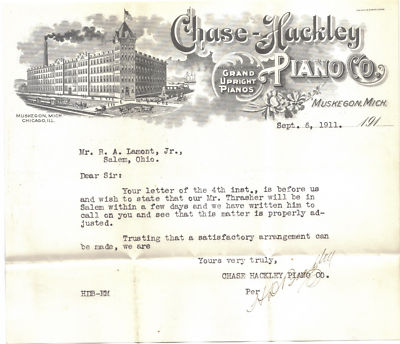 Chase-Hackley
PIANO CO.
GRAND
UPRIGHT
PIANOS
MUSKEGON, MICH.
MUSKEGON, MICH.
CHICAGO, ILL.
Sept. 6, 1911. 191
Mr. R. A. Lamont, Jr.,
Salem, Ohio.
Dear Sir:
Your letter of the 4th inst., is before us
and wish to state that our Mr. Thrasher will be in
Salem within a few days and we have written him to
call on you and see that this matter is properly ad-
justed.
Trusting that a satisfactory arrangement can
be made, we are
Yours very truly,
CHASE HACKLEY PIANO CO.
HDB-EM
Per